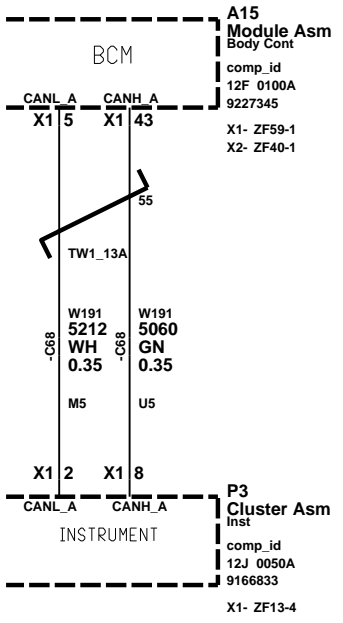 A15
Module Asm
Body Cont
BCM
comp_id
12F 0100A
9227345
CANL_A CANH_A
X1 5 X1 43
X1- ZF59-1
X2- ZF40-1
55
TW1_13A
W191 W191
5212 5060
-C68 WH -C68 GN
0.35 0.35
M5 U5
X1 2 X1 8
P3
CANL_A CANH_A
Cluster Asm
Inst
INSTRUMENT
comp_id
12J 0050A
9166833
X1- ZF13-4